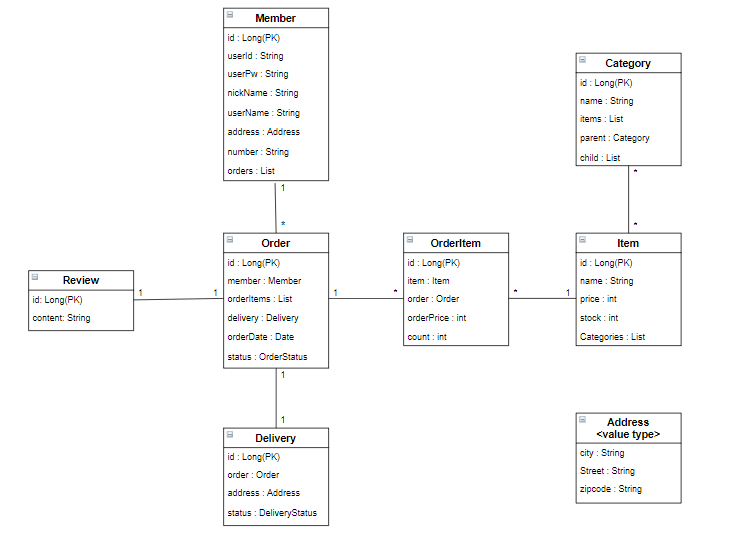 Member
id : Long(PK)
userId : String
userPw : String
nickName : String
userName : String
address : Address
number : String
orders : List
1
*
Category
id : Long(PK)
name : String
items : List
parent : Category
child : List
*
*
Review
id: Long(PK)
content: String
1
1
Order
id : Long(PK)
member : Member
orderItems : List
delivery : Delivery
orderDate : Date
status : OrderStatus
1
*
OrderItem
id : Long(PK)
item : Item
order : Order
orderPrice : int
count : int
*
1
Item
id : Long(PK)
name : String
price : int
stock : int
Categories : List
1
1
Delivery
id : Long(PK)
order : Order
address : Address
status : DeliveryStatus
Address
<value type>
city : String
Street : String
zipcode : String